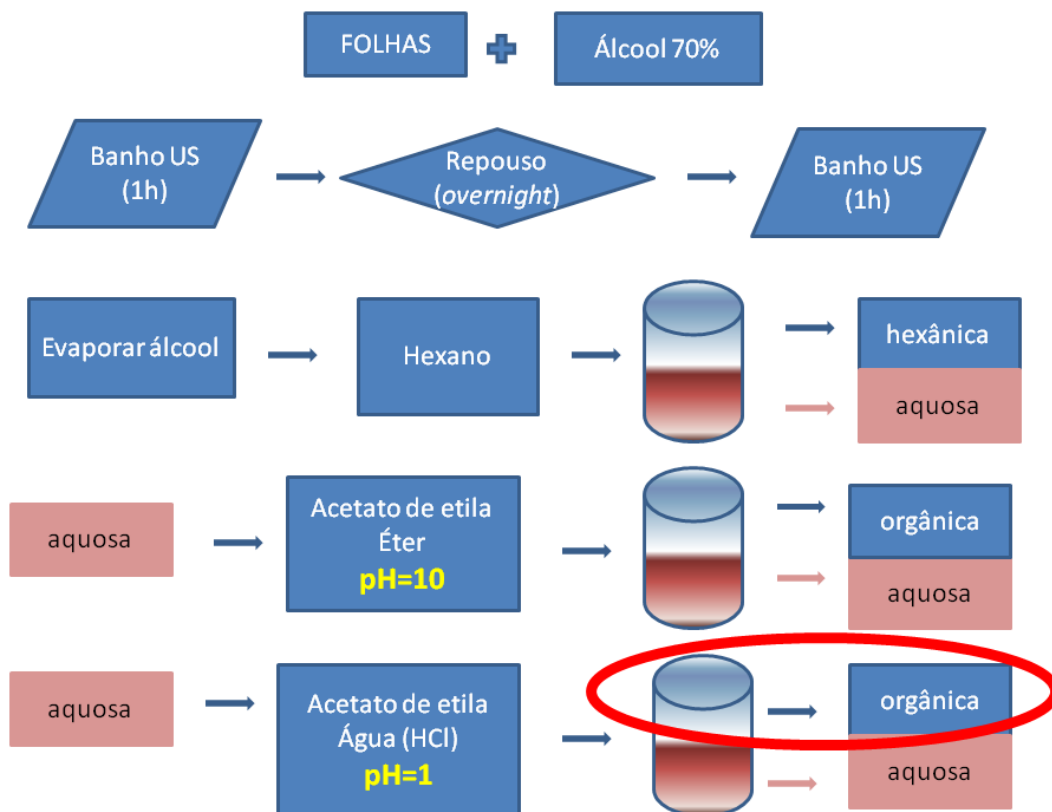 FOLHAS
Álcool 70%
Banho US
(1h)
Repouso
(overnight)
Banho US
(1h)
Evaporar álcool
Hexano
hexânica
aquosa
aquosa
Acetato de etila
Éter
pH=10
orgânica
aquosa
aquosa
Acetato de etila
Água (HCl)
pH=1
orgânica
aquosa